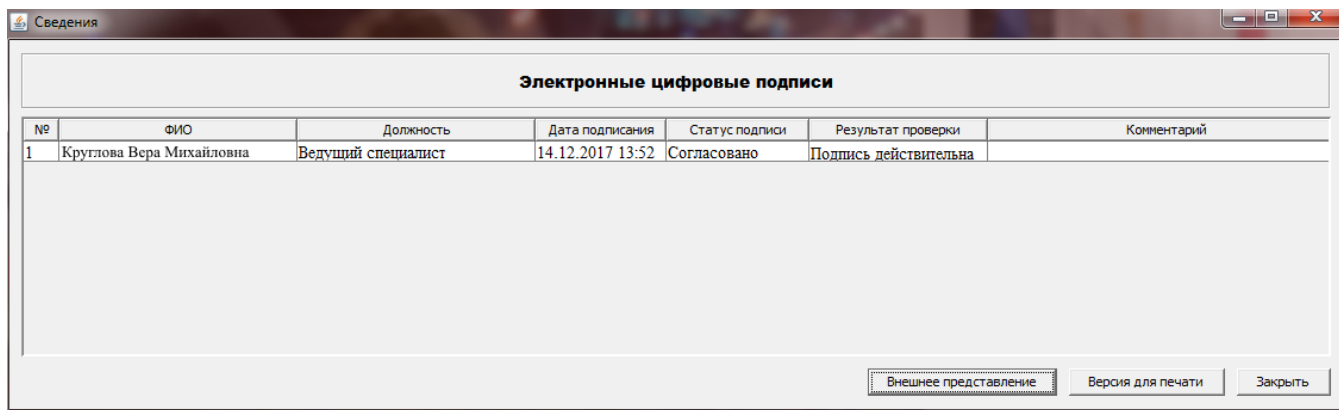 Сведения
Электронные цифровые подписи
№ ФИО Должность Дата подписания Статус подписи Результат проверки Комментарий
1 Круглова Вера Михайловна Ведущий специалист 14.12.2017 13:52 Согласовано Подпись действительна
Внешнее представление Версия для печати Закрыть